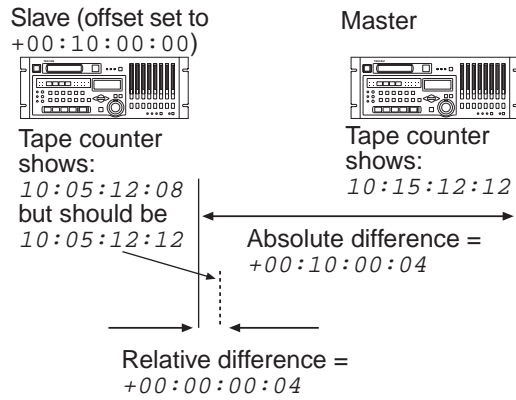 Slave (offset set to
+00:10:00:00)
Master
Tape counter
shows:
10:05:12:08
but should be
10:05:12:12
Tape counter
shows:
10:15:12:12
Absolute difference =
+00:10:00:04
Relative difference =
+00:00:00:04